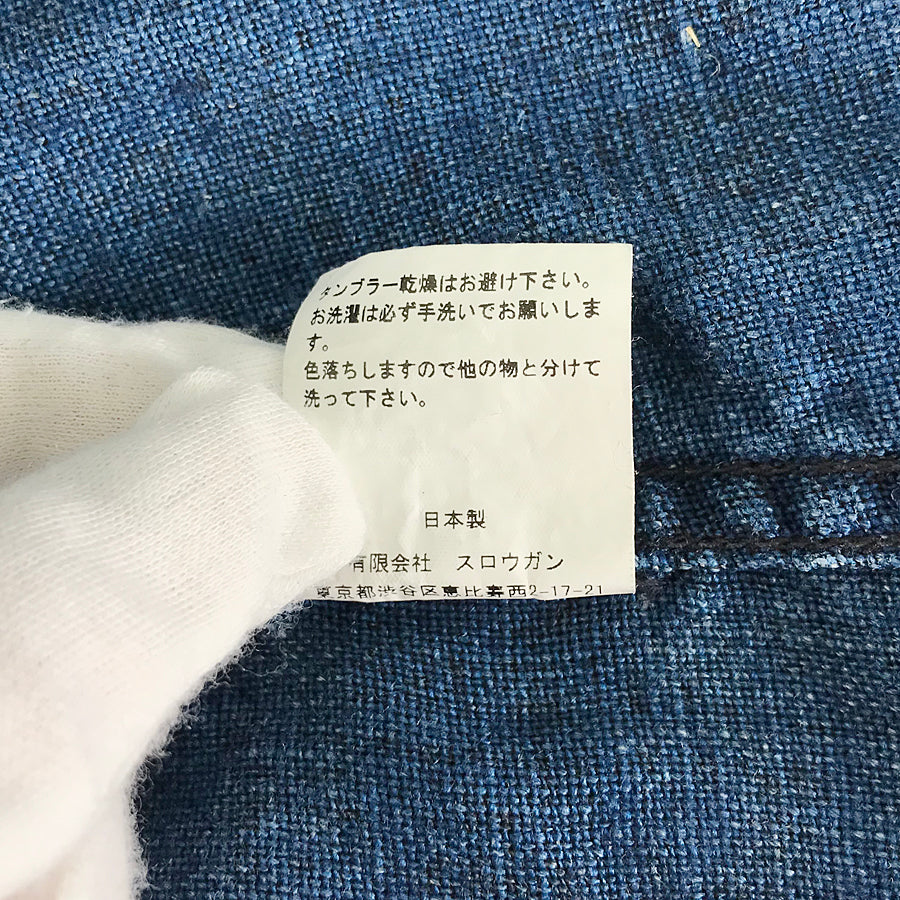 タンブラー乾燥はお避け下さい。
お洗濯は必ず手洗いでお願いしま
す。
色落ちしますので他の物と分けて
洗って下さい。
日本製
有限会社 スロウガン
東京都渋谷区恵比寿西2-17-21